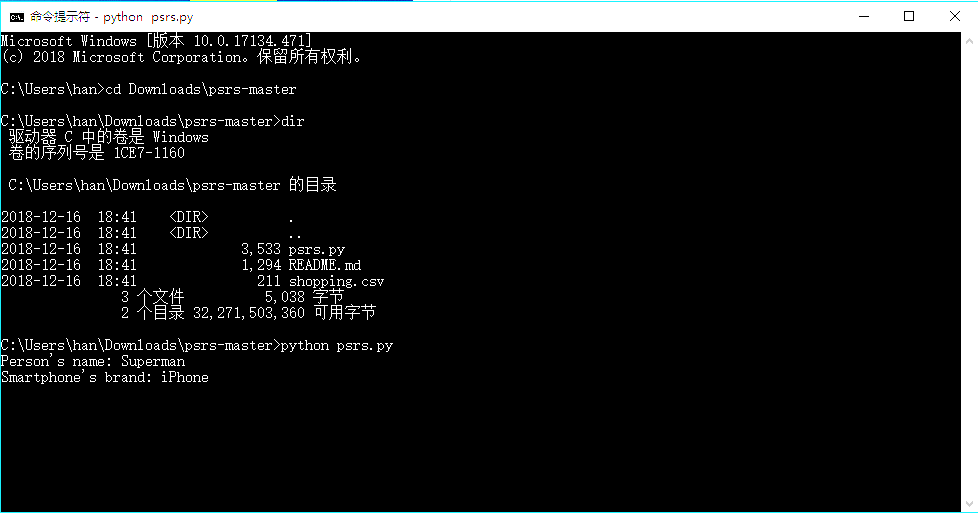 命令提示符 - python psrs.py
Microsoft Windows [版本 10.0.17134.471]
(c) 2018 Microsoft Corporation。保留所有权利。
C:\Users\han>cd Downloads\psrs-master
C:\Users\han\Downloads\psrs-master>dir
驱动器 C 中的卷是 Windows
卷的序列号是 1CE7-1160
C:\Users\han\Downloads\psrs-master 的目录
2018-12-16  18:41    <DIR>          .
2018-12-16  18:41    <DIR>          ..
2018-12-16  18:41             3,533 psrs.py
2018-12-16  18:41             1,294 README.md
2018-12-16  18:41               211 shopping.csv
3 个文件          5,038 字节
2 个目录 32,271,503,360 可用字节
C:\Users\han\Downloads\psrs-master>python psrs.py
Person's name: Superman
Smartphone's brand: iPhone